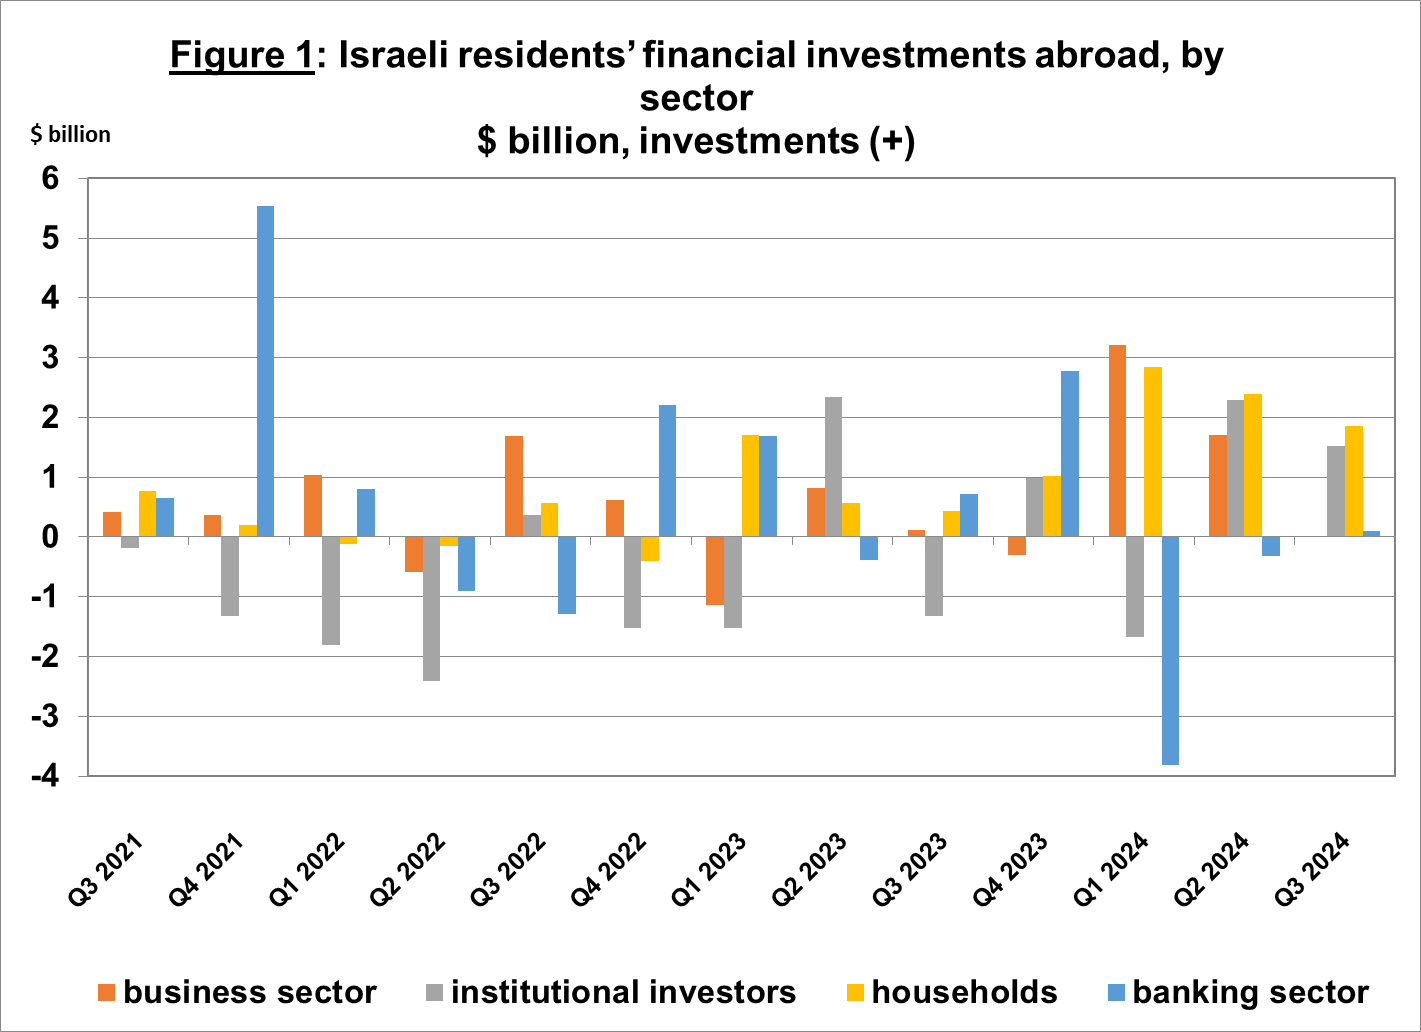 Figure 1: Israeli residents’ financial investments abroad, by
sector
$ billion, investments (+)
$ billion
6
5
4
3
2
1
0
-1
-2
-3
-4
Q3 2021
Q4 2021
Q1 2022
Q2 2022
Q3 2022
Q4 2022
Q1 2023
Q2 2023
Q3 2023
Q4 2023
Q1 2024
Q2 2024
Q3 2024
business sector
institutional investors
households
banking sector